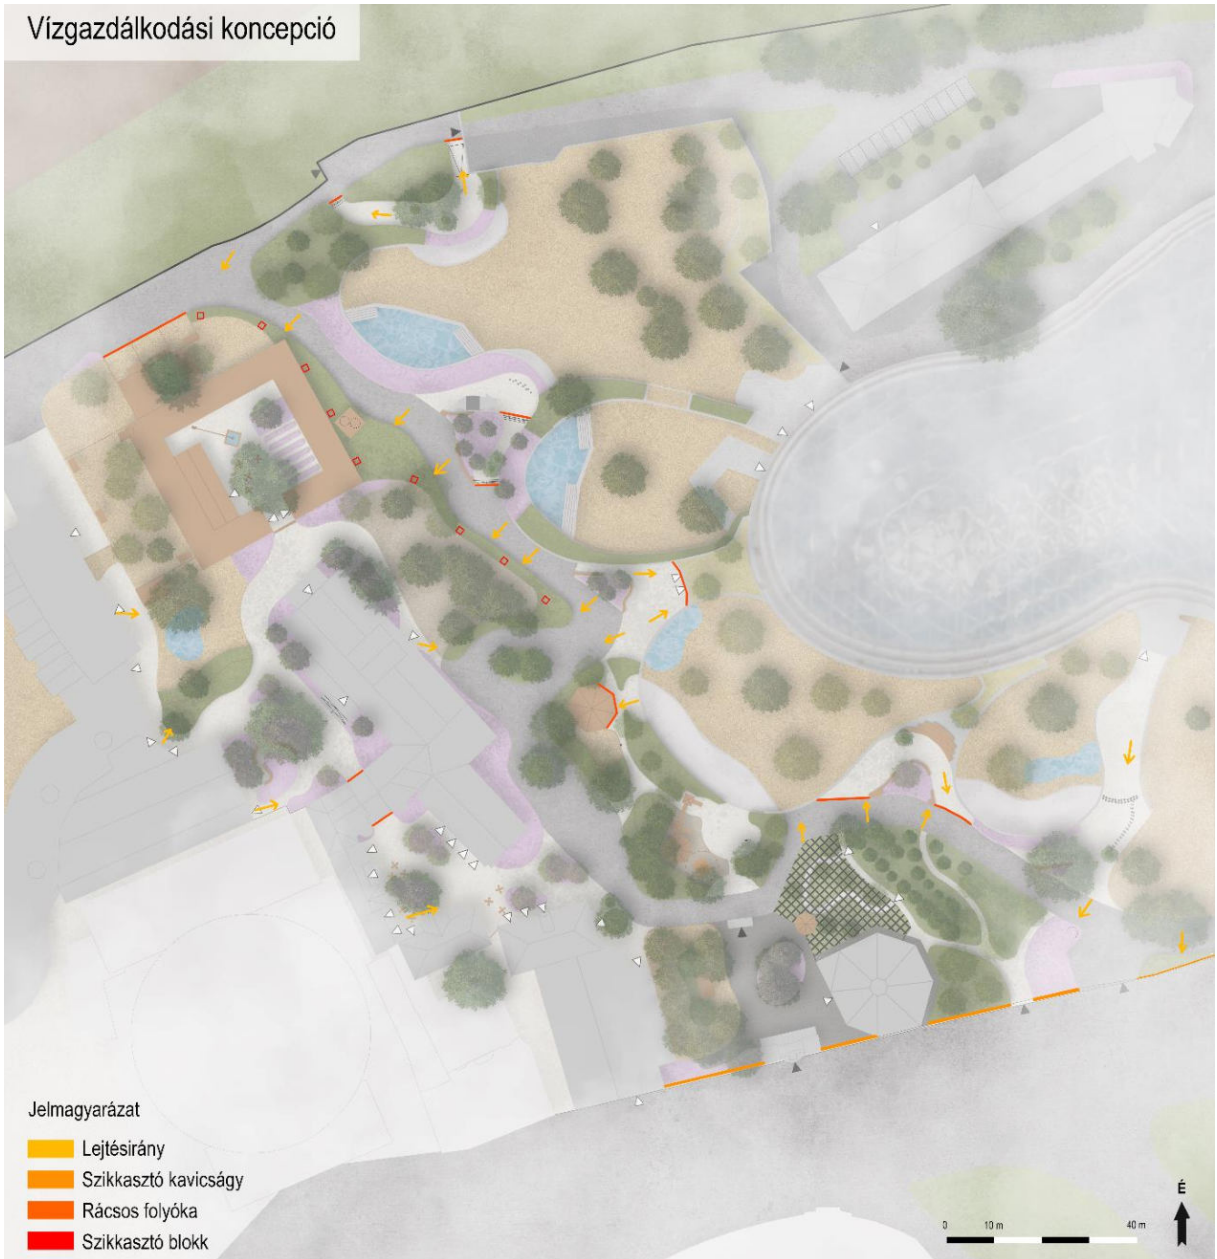 Vízgazdálkodási koncepció
Jelmagyarázat
Lejtésirány
Szikkasztó kavicságy
Rácsos folyóka
Szikkasztó blokk
0 10 m 40 m
É